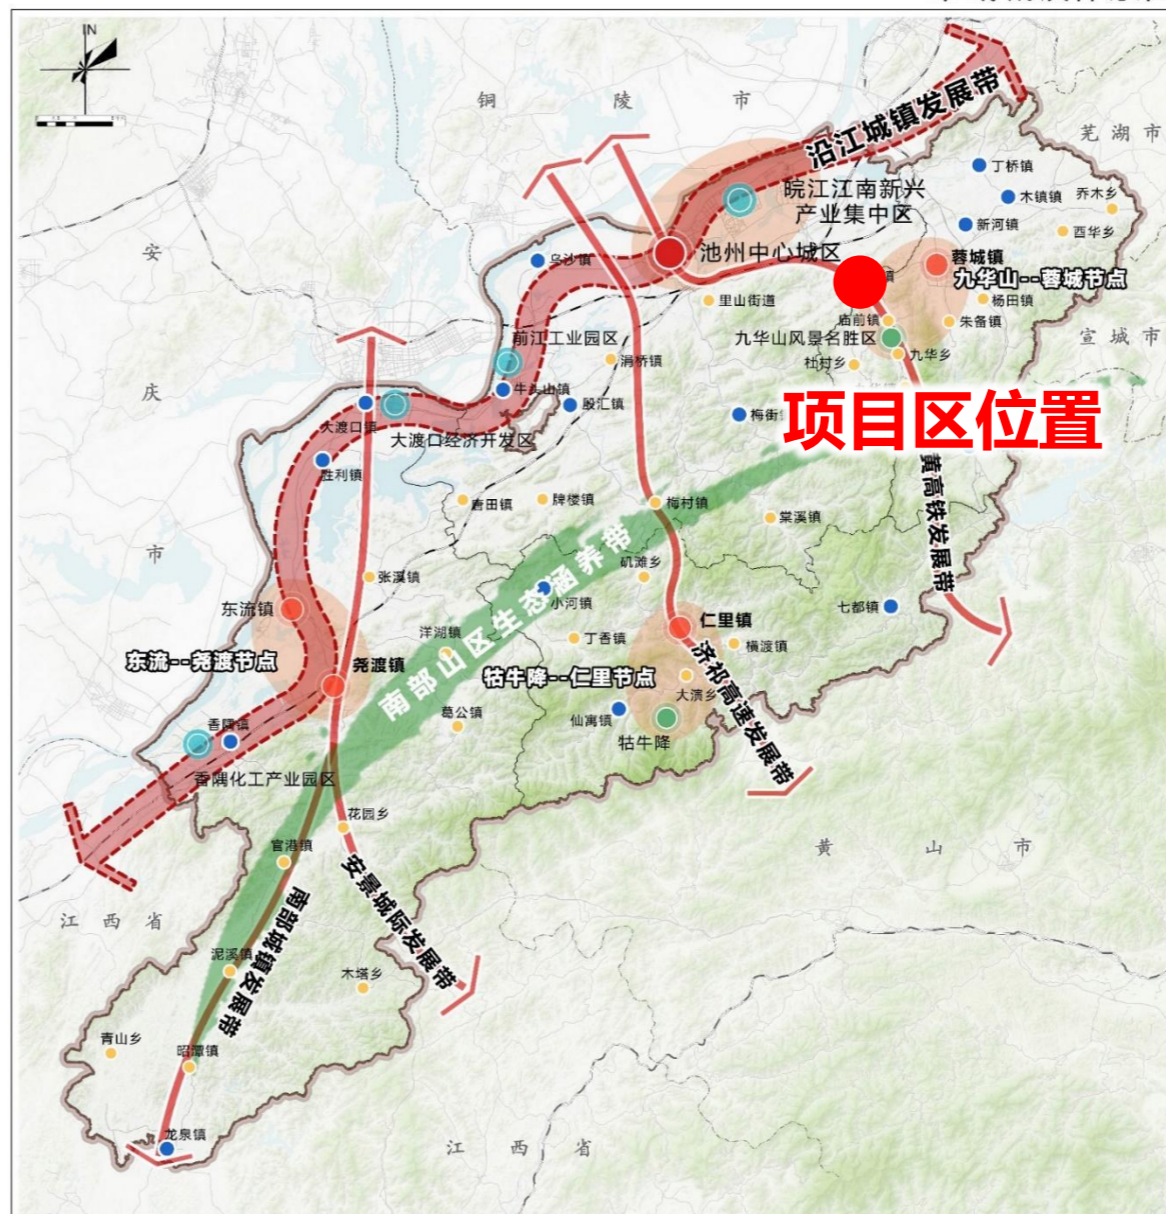 N
铜 陵 市
芜 湖 市
沿江城镇发展带
丁桥镇
木镇镇
乔木乡
新河镇
酉华乡
皖江江南新兴
产业集中区
安
庆
市
乌沙镇
池州中心城区
蓉城镇
镇
九华山--蓉城节点
里山街道
杨田镇
庙前镇
朱备镇
前江工业园区
九华山风景名胜区
宣 城 市
涓桥镇
杜村乡
九华乡
牛头山镇
殷汇镇
梅街
项目区位置
大渡口镇
大渡口经济开发区
胜利镇
黄高铁发展带
唐田镇
牌楼镇
梅村镇
棠溪镇
南部山区生态涵养带
张溪镇
矶滩乡
小河镇
七都镇
东流镇
洋湖镇
丁香镇
仁里镇
横渡镇
东流--尧渡节点
尧渡镇
牯牛降--仁里节点
济祁高速发展带
大演乡
香隅镇
葛公镇
仙寓镇
牯牛降
香隅化工产业园区
花园乡
官港镇
黄 山 市
安景城际发展带
江 西 省
南部城镇发展带
泥溪镇
木塔乡
青山乡
昭潭镇
龙泉镇
江 西 省